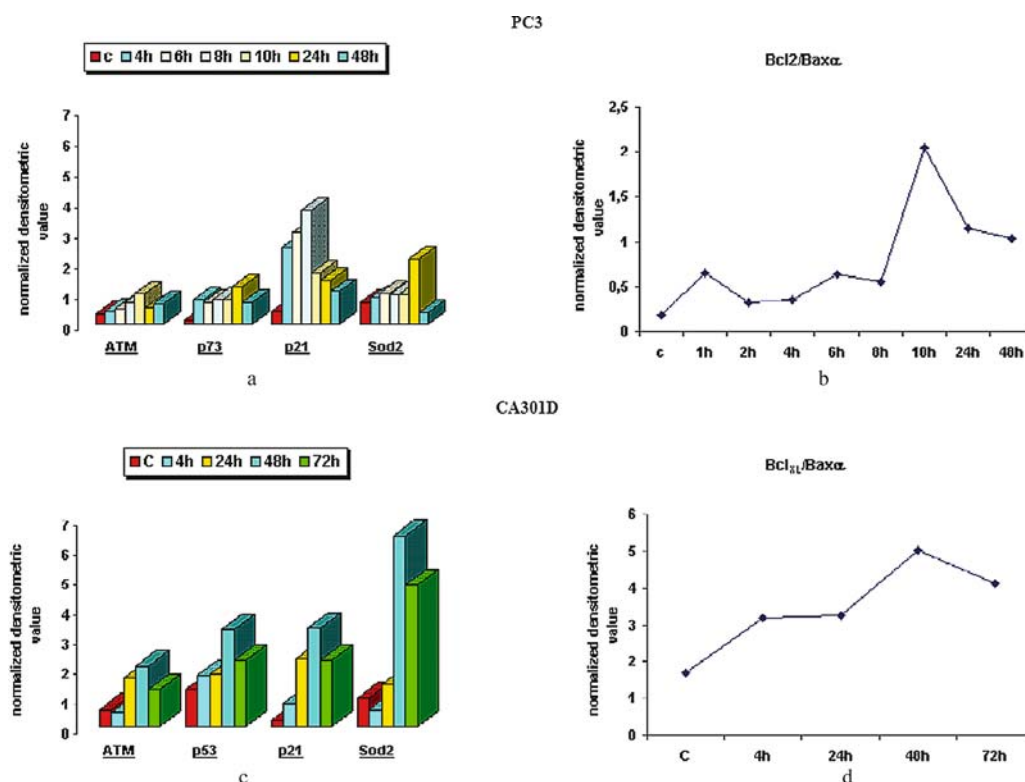 PC3
c 4h 6h 8h 10h 24h 48h
normalized densitometric
value
7
6
5
4
3
2
1
0
ATM p73 p21 Sod2
a
Bcl2/Baxα
normalized densitometric
value
2,5
2
1,5
1
0,5
0
c 1h 2h 4h 6h 8h 10h 24h 48h
b
CA301D
C 4h 24h 48h 72h
normalized densitometric
value
7
6
5
4
3
2
1
0
ATM p53 p21 Sod2
c
Bcl /Baxα
normalized densitometric
value
6
5
4
3
2
1
0
C 4h 24h 48h 72h
d